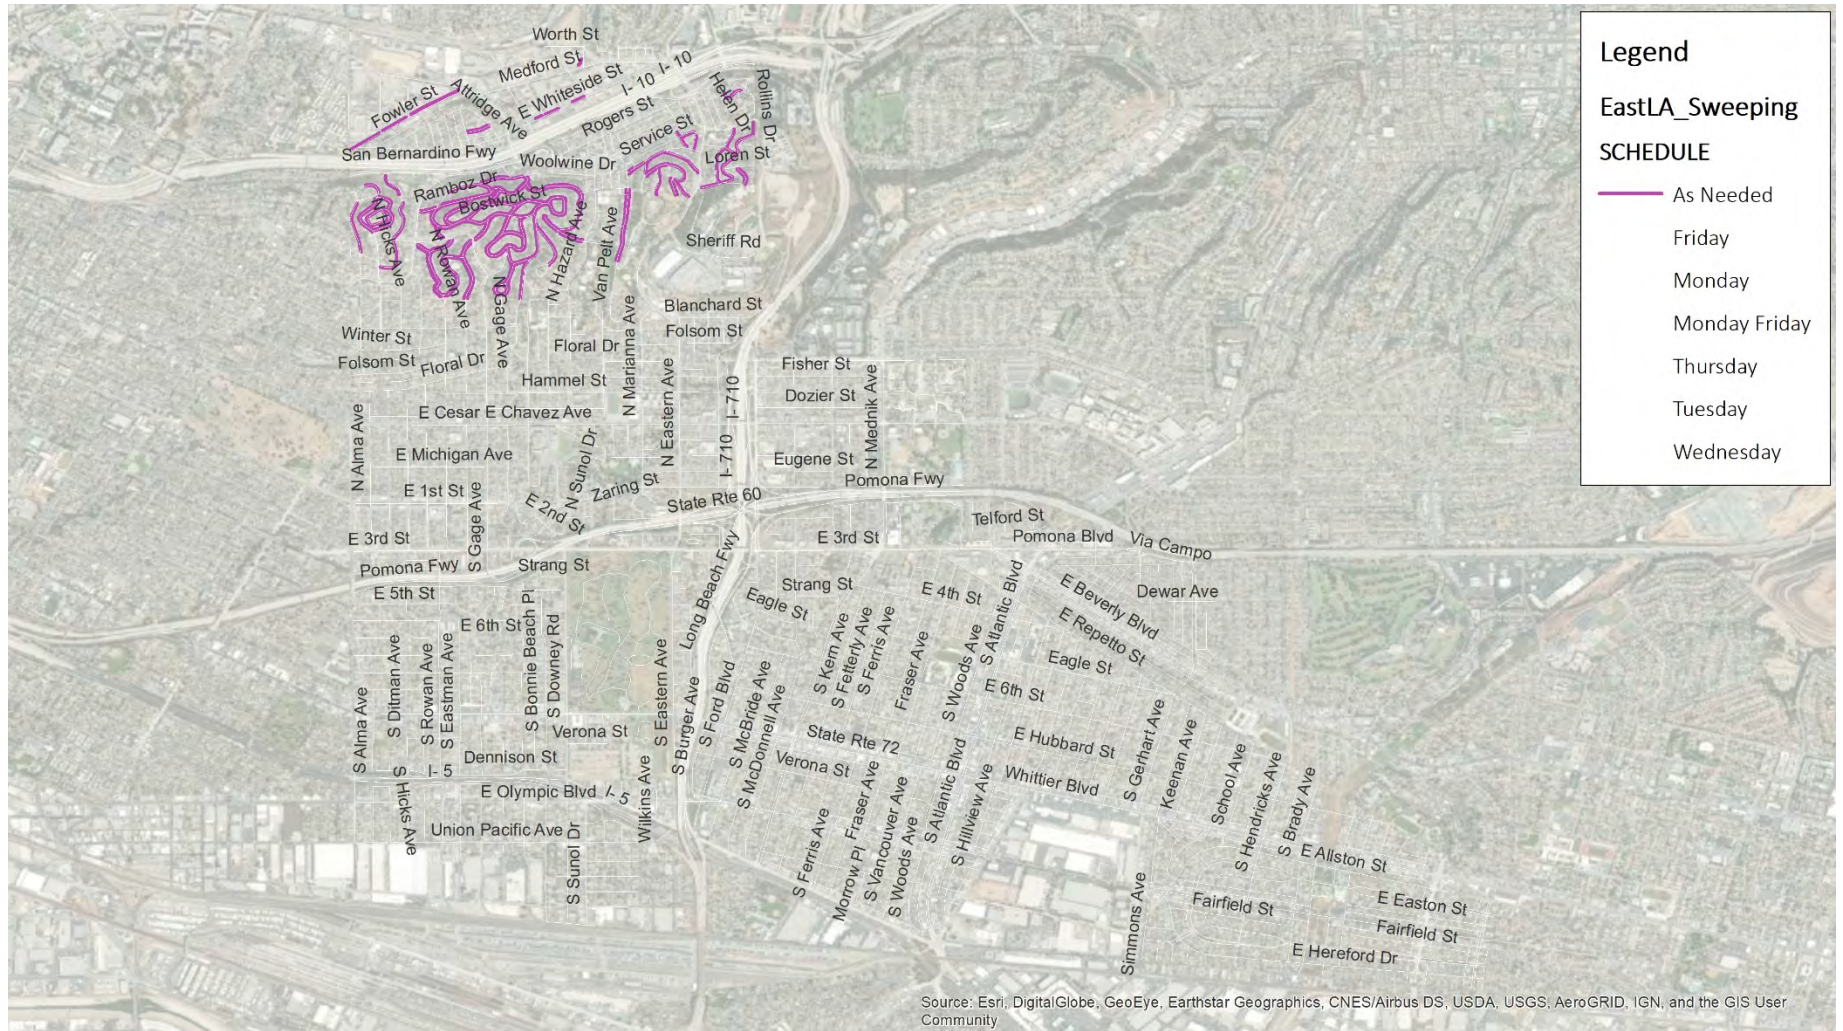 Worth St
Medford St
E Whiteside St
I- 10
I- 10
Fowler St
Attridge Ave
Rogers St
Helen Dr
Rollins Dr
San Bernardino Fwy
Woolwine Dr
Service St
Loren St
Ramboz Dr
Bostwick St
N Hicks Ave
N Rowan Ave
N Gage Ave
N Hazard Ave
Van Pelt Ave
Sheriff Rd
Blanchard St
Folsom St
Winter St
Folsom St
Floral Dr
Floral Dr
N Marianna Ave
Hammel St
Fisher St
Dozier St
N Mednik Ave
N Eastern Ave
I- 710
I- 710
N Alma Ave
E Cesar E Chavez Ave
E Michigan Ave
N Sunol Dr
Eugene St
E 1st St
Zaring St
State Rte 60
Pomona Fwy
E 2nd St
S Gage Ave
E 3rd St
E 3rd St
Telford St
Pomona Blvd
Via Campo
Pomona Fwy
Strang St
Long Beach Fwy
Strang St
E 5th St
Eagle St
E 4th St
S Atlantic Blvd
E Beverly Blvd
Dewar Ave
E 6th St
S Bonnie Beach Pl
S Downey Rd
S Kern Ave
S Fetterly Ave
S Ferris Ave
Fraser Ave
S Woods Ave
E Repetto St
Eagle St
E 6th St
S Alma Ave
S Ditman Ave
S Rowan Ave
S Eastman Ave
S Eastern Ave
S Burger Ave
S Ford Blvd
S McBride Ave
S McDonnell Ave
Verona St
State Rte 72
Verona St
E Hubbard St
Whittier Blvd
S Gerhart Ave
Keenan Ave
School Ave
S Hendricks Ave
S Brady Ave
Dennison St
I- 5
S Hicks Ave
E Olympic Blvd
I- 5
Wilkins Ave
Union Pacific Ave
S Sunol Dr
S Ferris Ave
Morrow Pl
Fraser Ave
S Vancouver Ave
S Woods Ave
S Atlantic Blvd
S Hillview Ave
E Allston St
Simmons Ave
Fairfield St
E Easton St
Fairfield St
E Hereford Dr
Legend
EastLA_Sweeping
SCHEDULE
As Needed
Friday
Monday
Monday Friday
Thursday
Tuesday
Wednesday
Source: Esri, DigitalGlobe, GeoEye, Earthstar Geographics, CNES/Airbus DS, USDA, USGS, AeroGRID, IGN, and the GIS User
Community